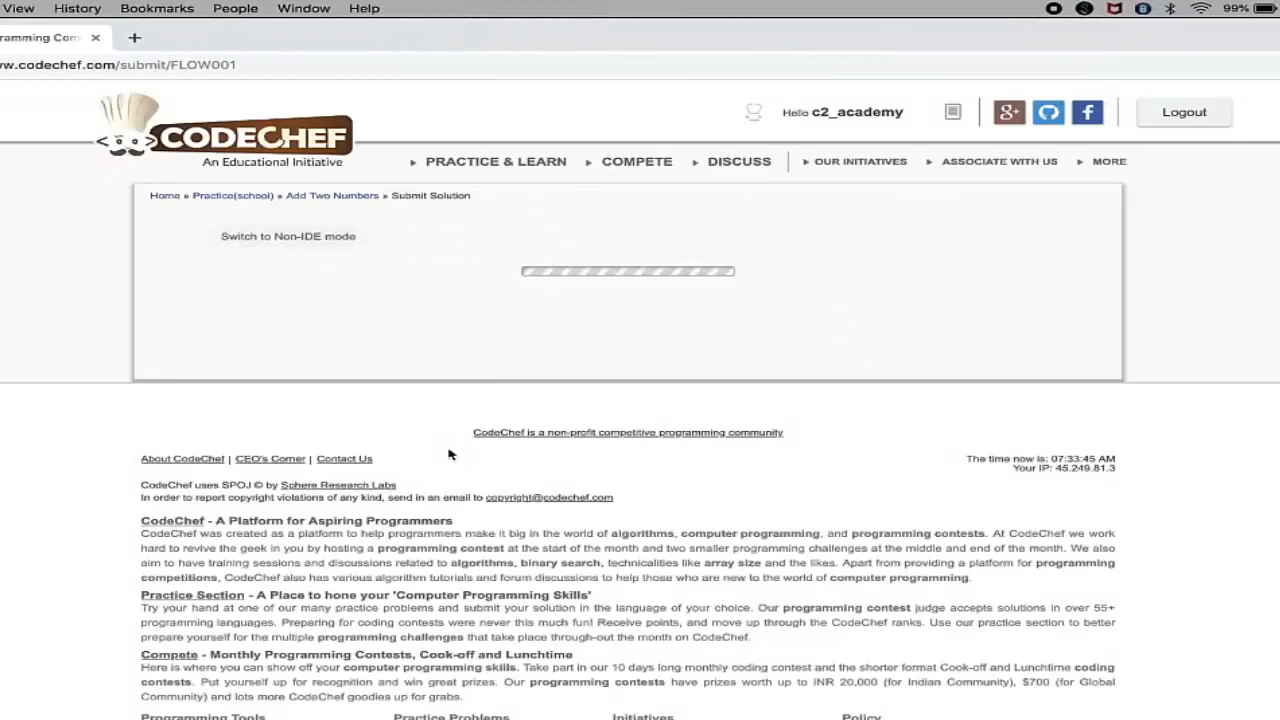 View History Bookmarks People Window Help 99%
ramming Com × +
ww.codechef.com/submit/FLOW001
CODECHEF
An Educational Initiative
Hello c2_academy g+ f Logout
PRACTICE & LEARN COMPETE DISCUSS OUR INITIATIVES ASSOCIATE WITH US MORE
Home » Practice(school) » Add Two Numbers » Submit Solution
Switch to Non-IDE mode
CodeChef is a non-profit competitive programming community
About CodeChef | CEO's Corner | Contact Us
The time now is: 07:33:45 AM
Your IP: 45.249.81.3
CodeChef uses SPOJ © by Sphere Research Labs
In order to report copyright violations of any kind, send in an email to copyright@codechef.com
CodeChef - A Platform for Aspiring Programmers
CodeChef was created as a platform to help programmers make it big in the world of algorithms, computer programming, and programming contests. At CodeChef we work
hard to revive the geek in you by hosting a programming contest at the start of the month and two smaller programming challenges at the middle and end of the month. We also
aim to have training sessions and discussions related to algorithms, binary search, technicalities like array size and the likes. Apart from providing a platform for programming
competitions, CodeChef also has various algorithm tutorials and forum discussions to help those who are new to the world of computer programming.
Practice Section - A Place to hone your 'Computer Programming Skills'
Try your hand at one of our many practice problems and submit your solution in the language of your choice. Our programming contest judge accepts solutions in over 55+
programming languages. Preparing for coding contests were never this much fun! Receive points, and move up through the CodeChef ranks. Use our practice section to better
prepare yourself for the multiple programming challenges that take place through-out the month on CodeChef.
Compete - Monthly Programming Contests, Cook-off and Lunchtime
Here is where you can show off your computer programming skills. Take part in our 10 days long monthly coding contest and the shorter format Cook-off and Lunchtime coding
contests. Put yourself up for recognition and win great prizes. Our programming contests have prizes worth up to INR 20,000 (for Indian Community), $700 (for Global
Community) and lots more CodeChef goodies up for grabs.
Programming Tools Practice Problems Initiatives Policy